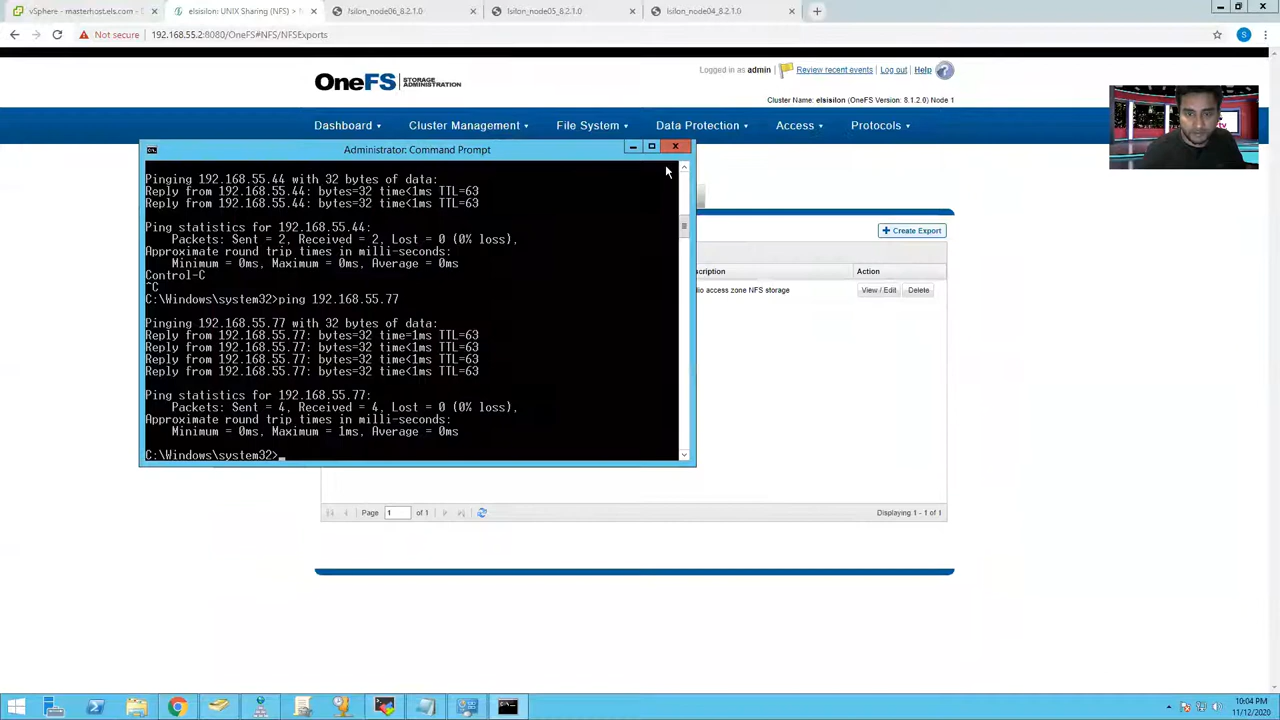 vSphere - masterhost.els.com - E
elsisilon: UNIX Sharing (NFS) >
Isilon_node06_8.2.1.0
Isilon_node05_8.2.1.0
Isilon_node04_8.2.1.0
Not secure
192.168.55.2:8080/OneFS#NFS/NFSExports
S
OneFS STORAGE ADMINISTRATION
Logged in as admin Review recent events Log out Help
Cluster Name: elsisilon (OneFS Version: 8.1.2.0) Node 1
Dashboard Cluster Management File System Data Protection Access Protocols
Administrator: Command Prompt
Pinging 192.168.55.44 with 32 bytes of data:
Reply from 192.168.55.44: bytes=32 time<1ms TTL=63
Reply from 192.168.55.44: bytes=32 time<1ms TTL=63
Ping statistics for 192.168.55.44:
Packets: Sent = 2, Received = 2, Lost = 0 (0% loss),
Approximate round trip times in milli-seconds:
Minimum = 0ms, Maximum = 0ms, Average = 0ms
Control-C
^C
C:\Windows\system32>ping 192.168.55.77
Pinging 192.168.55.77 with 32 bytes of data:
Reply from 192.168.55.77: bytes=32 time=1ms TTL=63
Reply from 192.168.55.77: bytes=32 time<1ms TTL=63
Reply from 192.168.55.77: bytes=32 time<1ms TTL=63
Reply from 192.168.55.77: bytes=32 time<1ms TTL=63
Ping statistics for 192.168.55.77:
Packets: Sent = 4, Received = 4, Lost = 0 (0% loss),
Approximate round trip times in milli-seconds:
Minimum = 0ms, Maximum = 1ms, Average = 0ms
C:\Windows\system32>_
Create Export
scription Action
io access zone NFS storage View / Edit Delete
Page 1 of 1
Displaying 1 - 1 of 1
10:04 PM
11/12/2020